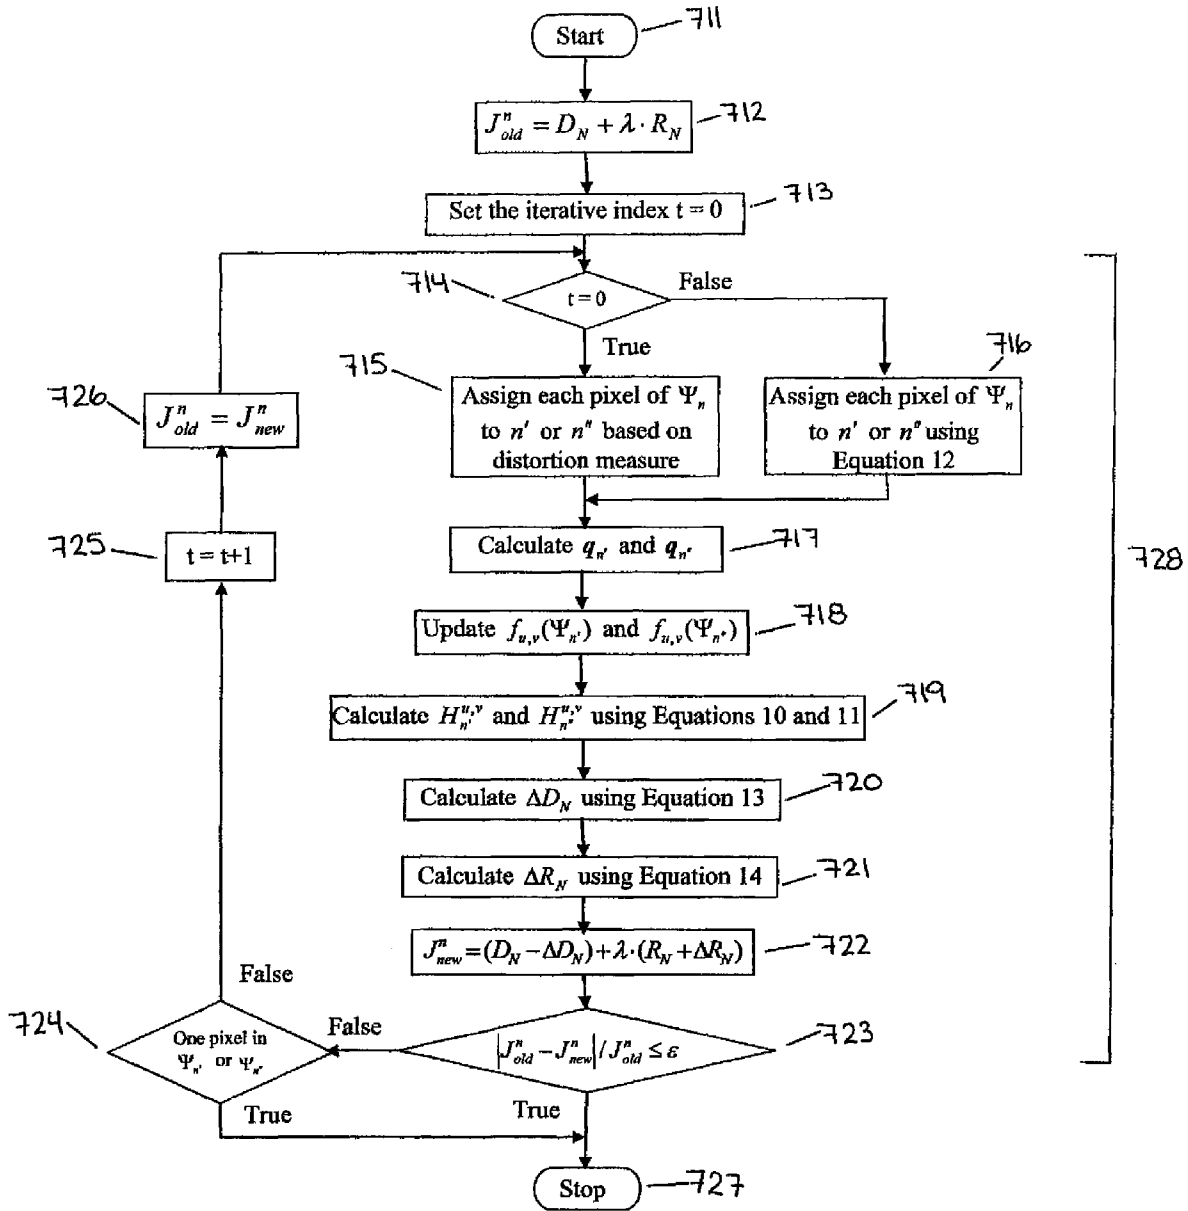 Start
711
J^n_old = D_N + λ · R_N
712
Set the iterative index t = 0
713
714
t = 0
False
True
715
Assign each pixel of Ψ_n
to n′ or n″ based on
distortion measure
716
Assign each pixel of Ψ_n
to n′ or n″ using
Equation 12
726
J^n_old = J^n_new
725
t = t+1
Calculate q_n′ and q_n″
717
728
Update f_u,v(Ψ_n′) and f_u,v(Ψ_n″)
718
Calculate H_n′^u,v and H_n″^u,v using Equations 10 and 11
719
Calculate ΔD_N using Equation 13
720
Calculate ΔR_N using Equation 14
721
J^n_new = (D_N − ΔD_N) + λ · (R_N + ΔR_N)
722
False
724
One pixel in
Ψ_n′ or Ψ_n″
True
False
|J^n_old − J^n_new| / J^n_old ≤ ε
723
True
Stop
727